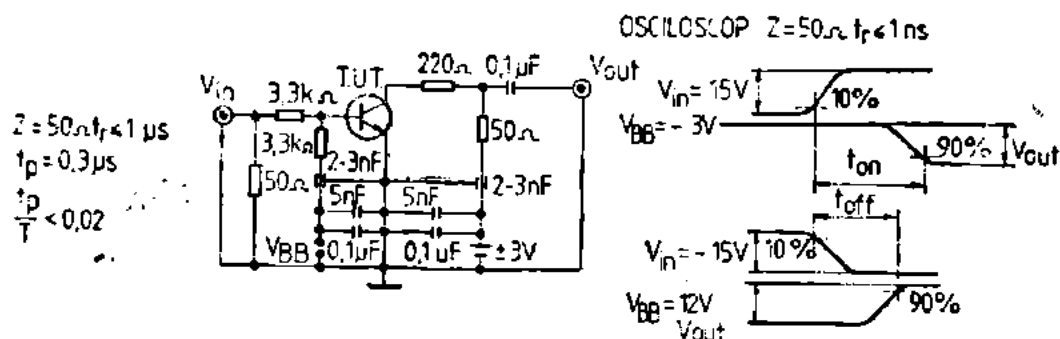 OSCILOSCOP Z=50Ω tr≤1ns
Vin
3,3kΩ
T.U.T
220Ω
0,1µF
Vout
Z=50Ω tr≤1µs
tp=0,3µs
tp/T <0,02
3,3kΩ
50Ω
2-3nF
50Ω
2-3nF
5nF
5nF
VBB
0,1µF
0,1µF
±3V
Vin=15V
10%
VBB=-3V
90%
Vout
ton
toff
Vin=-15V
10%
VBB=12V
90%
Vout